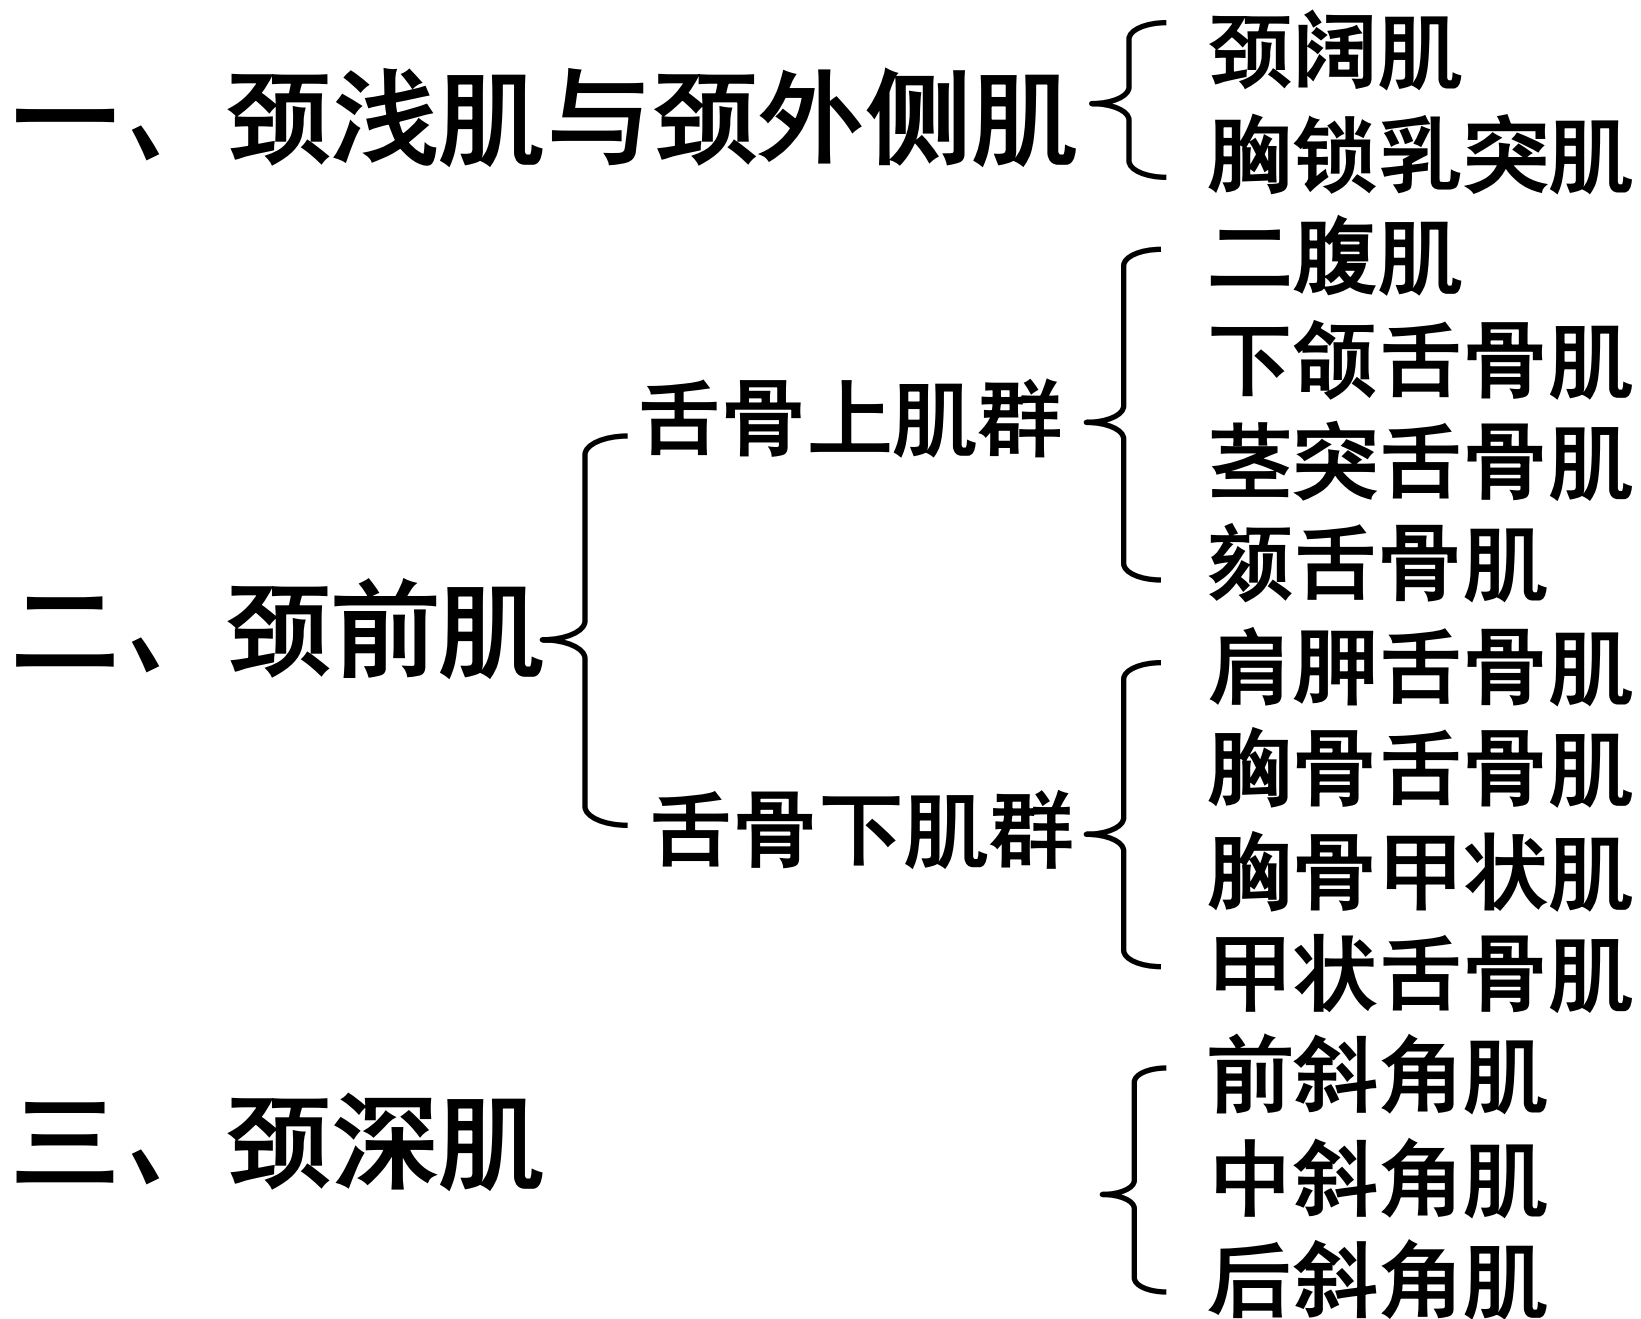 一、颈浅肌与颈外侧肌
颈阔肌
胸锁乳突肌
二、颈前肌
舌骨上肌群
二腹肌
下颌舌骨肌
茎突舌骨肌
颏舌骨肌
舌骨下肌群
肩胛舌骨肌
胸骨舌骨肌
胸骨甲状肌
甲状舌骨肌
三、颈深肌
前斜角肌
中斜角肌
后斜角肌